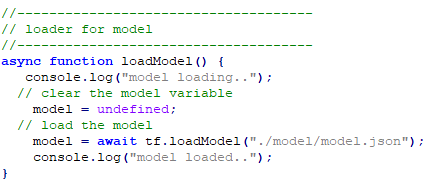 //-------------------------------------
// loader for model
//-------------------------------------
async function loadModel() {
   console.log("model loading..");
  // clear the model variable
    model = undefined;
  // load the model
    model = await tf.loadModel("./model/model.json");
    console.log("model loaded..");
}